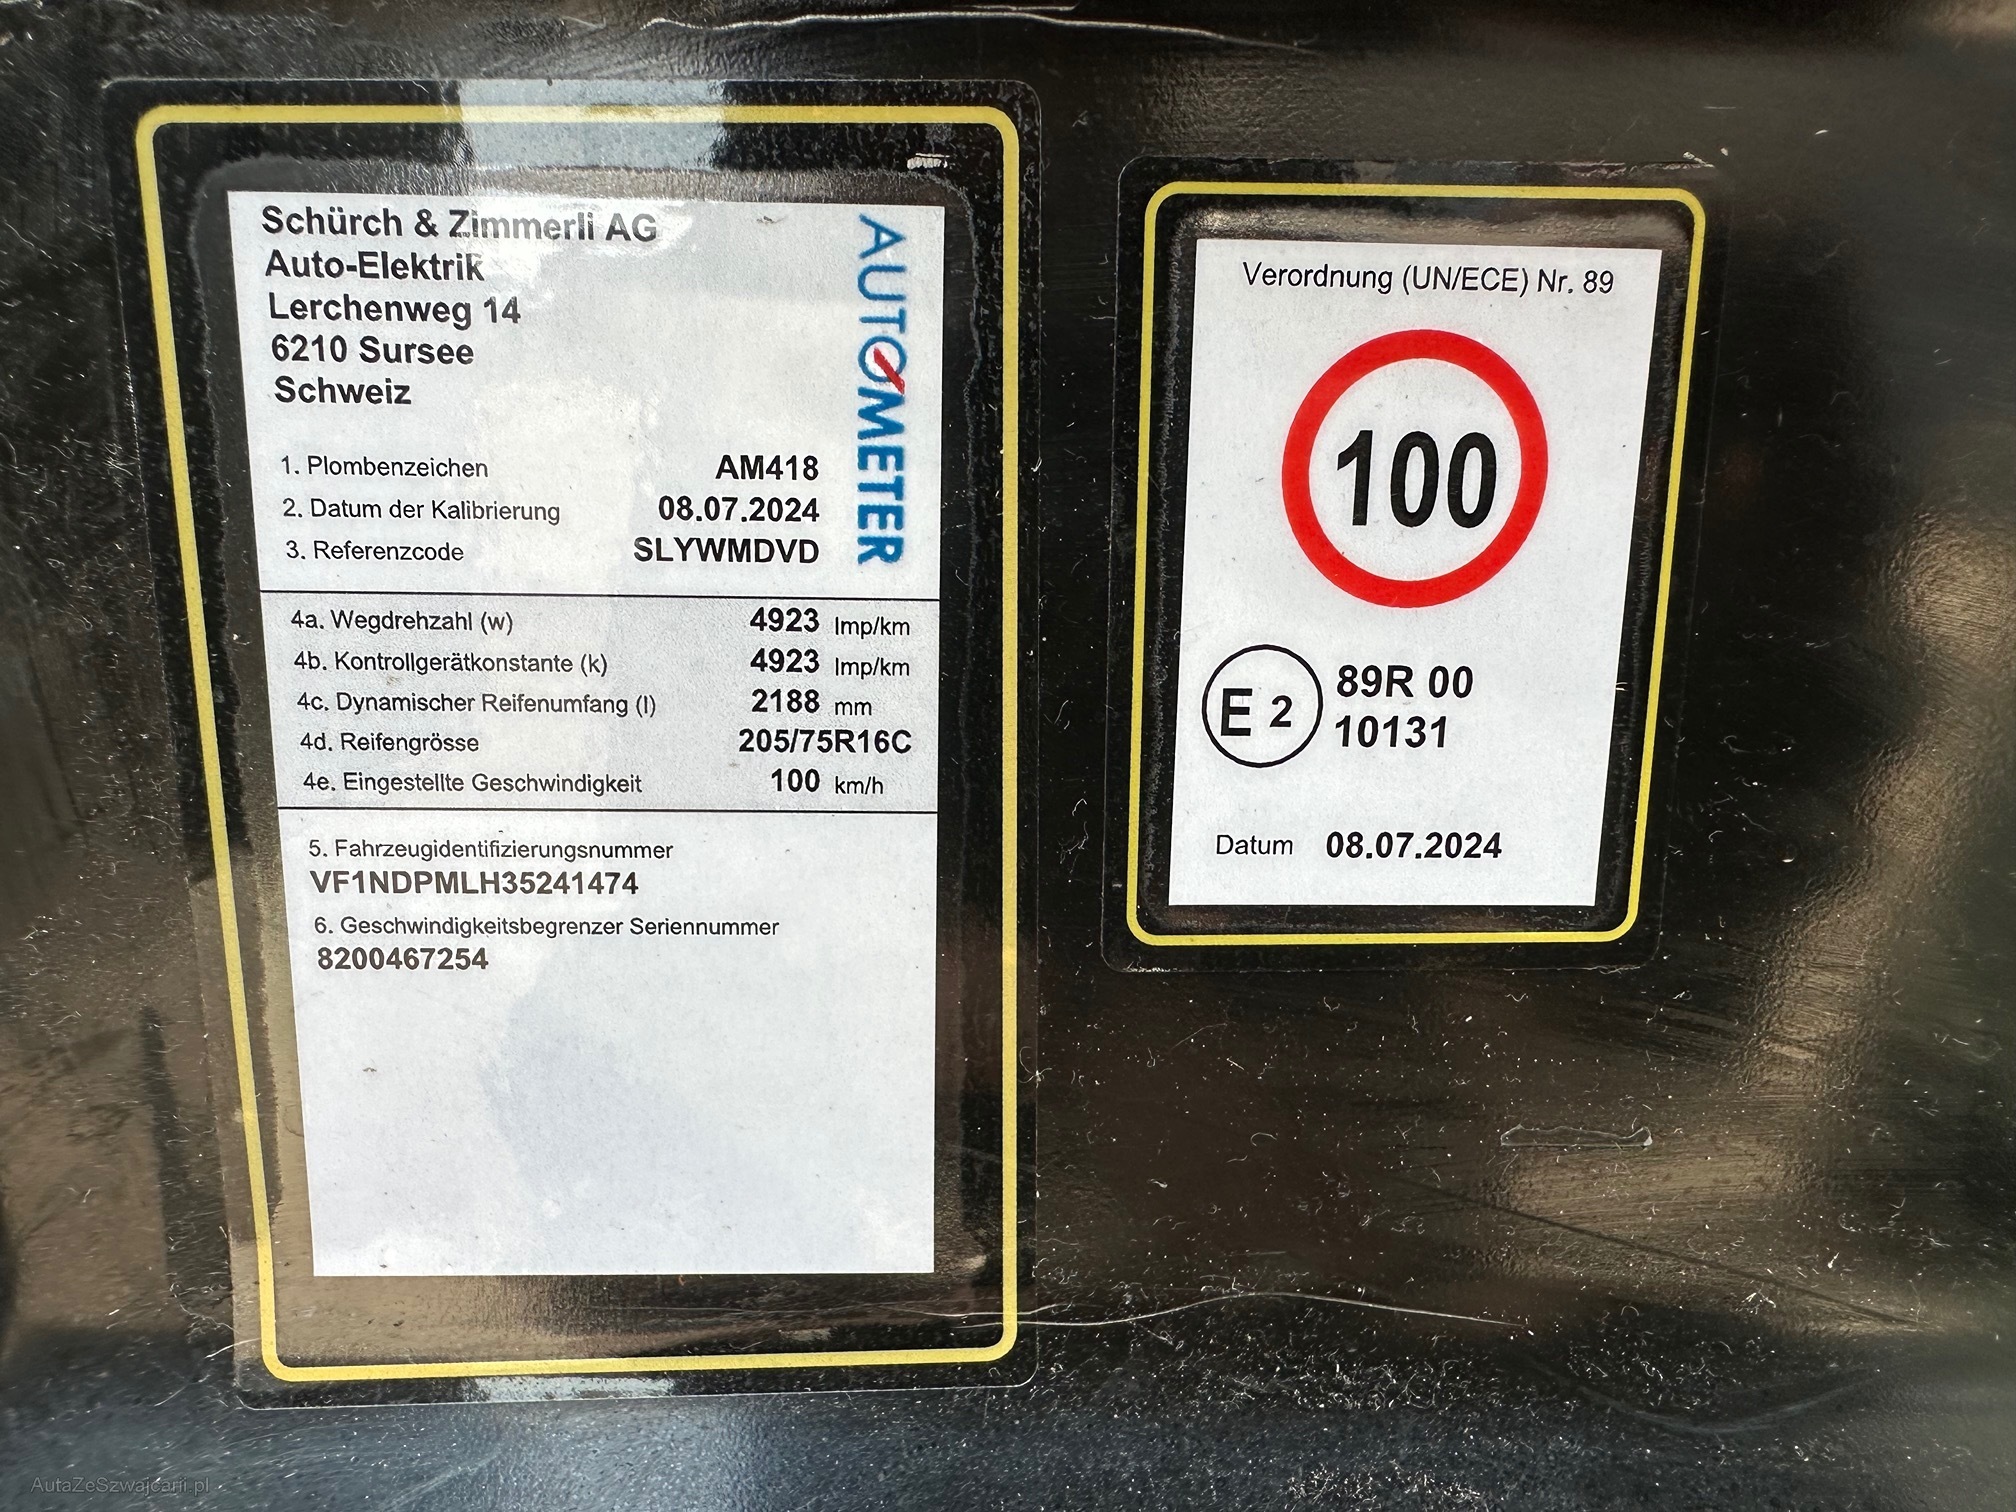 Schürch & Zimmerli AG
Auto-Elektrik
Lerchenweg 14
6210 Sursee
Schweiz
AUTOMETER
1. Plombenzeichen AM418
2. Datum der Kalibrierung 08.07.2024
3. Referenzcode SLYWMDVD
4a. Wegdrehzahl (w) 4923 Imp/km
4b. Kontrollgerätkonstante (k) 4923 Imp/km
4c. Dynamischer Reifenumfang (l) 2188 mm
4d. Reifengrösse 205/75R16C
4e. Eingestellte Geschwindigkeit 100 km/h
5. Fahrzeugidentifizierungsnummer
VF1NDPMLH35241474
6. Geschwindigkeitsbegrenzer Seriennummer
8200467254
Verordnung (UN/ECE) Nr. 89
100
E 2 89R 00
10131
Datum 08.07.2024
AutaZeSzwajcarii.pl